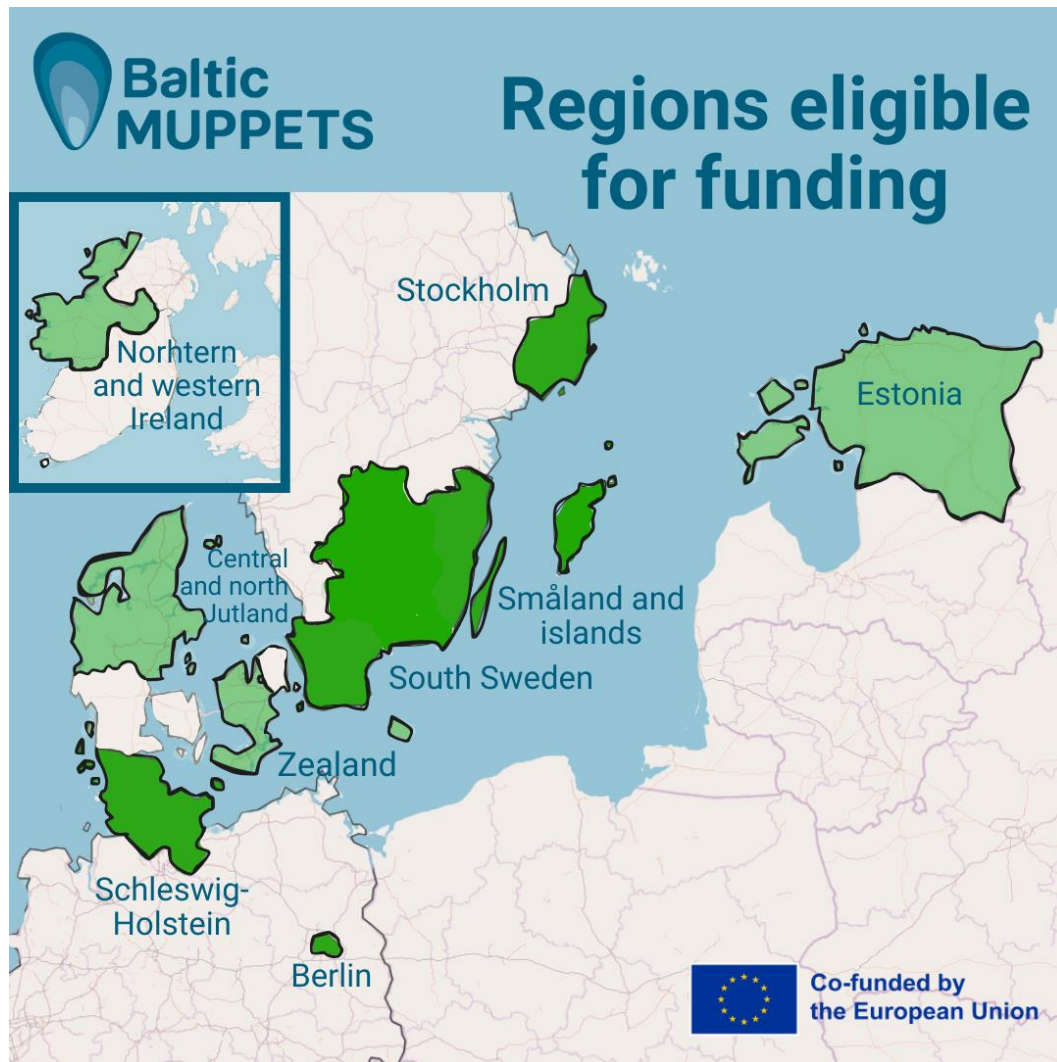 Baltic
MUPPETS
Regions eligible
for funding
Stockholm
Norhtern
and western
Ireland
Estonia
Central
and north
Jutland
Småland and
islands
South Sweden
Zealand
Schleswig-
Holstein
Berlin
Co-funded by
the European Union